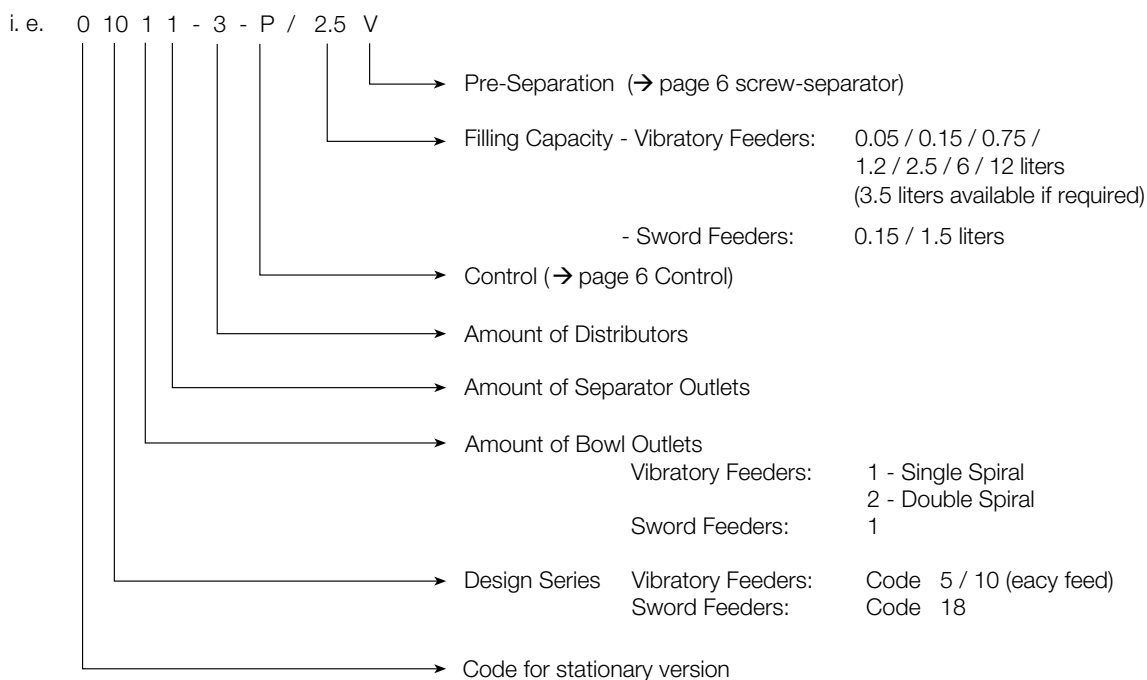 i. e. 0 10 1 1 - 3 - P / 2.5 V
Pre-Separation (→ page 6 screw-separator)
Filling Capacity - Vibratory Feeders: 0.05 / 0.15 / 0.75 /
1.2 / 2.5 / 6 / 12 liters
(3.5 liters available if required)
- Sword Feeders: 0.15 / 1.5 liters
Control (→ page 6 Control)
Amount of Distributors
Amount of Separator Outlets
Amount of Bowl Outlets
Vibratory Feeders: 1 - Single Spiral
2 - Double Spiral
Sword Feeders: 1
Design Series Vibratory Feeders: Code 5 / 10 (eacy feed)
Sword Feeders: Code 18
Code for stationary version